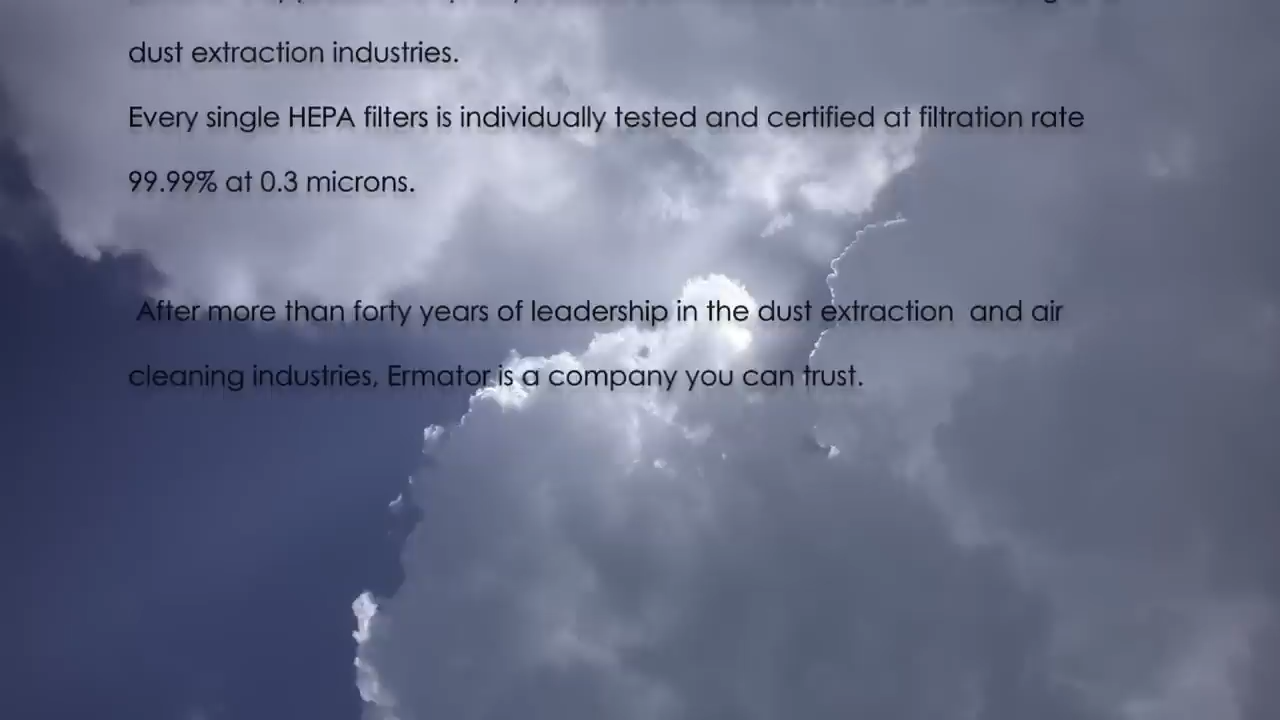 dust extraction industries.
Every single HEPA filters is individually tested and certified at filtration rate
99.99% at 0.3 microns.
After more than forty years of leadership in the dust extraction and air
cleaning industries, Ermator is a company you can trust.